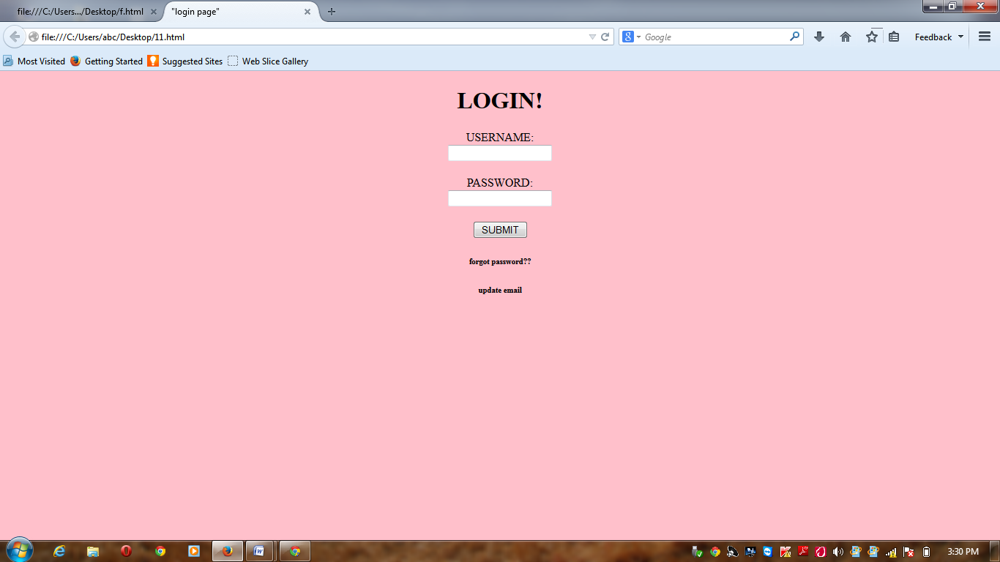 file:///C:/Users.../Desktop/f.html
"login page"
file:///C:/Users/abc/Desktop/11.html
Google
Feedback
Most Visited
Getting Started
Suggested Sites
Web Slice Gallery
LOGIN!
USERNAME:
PASSWORD:
SUBMIT
forgot password??
update email
3:30 PM